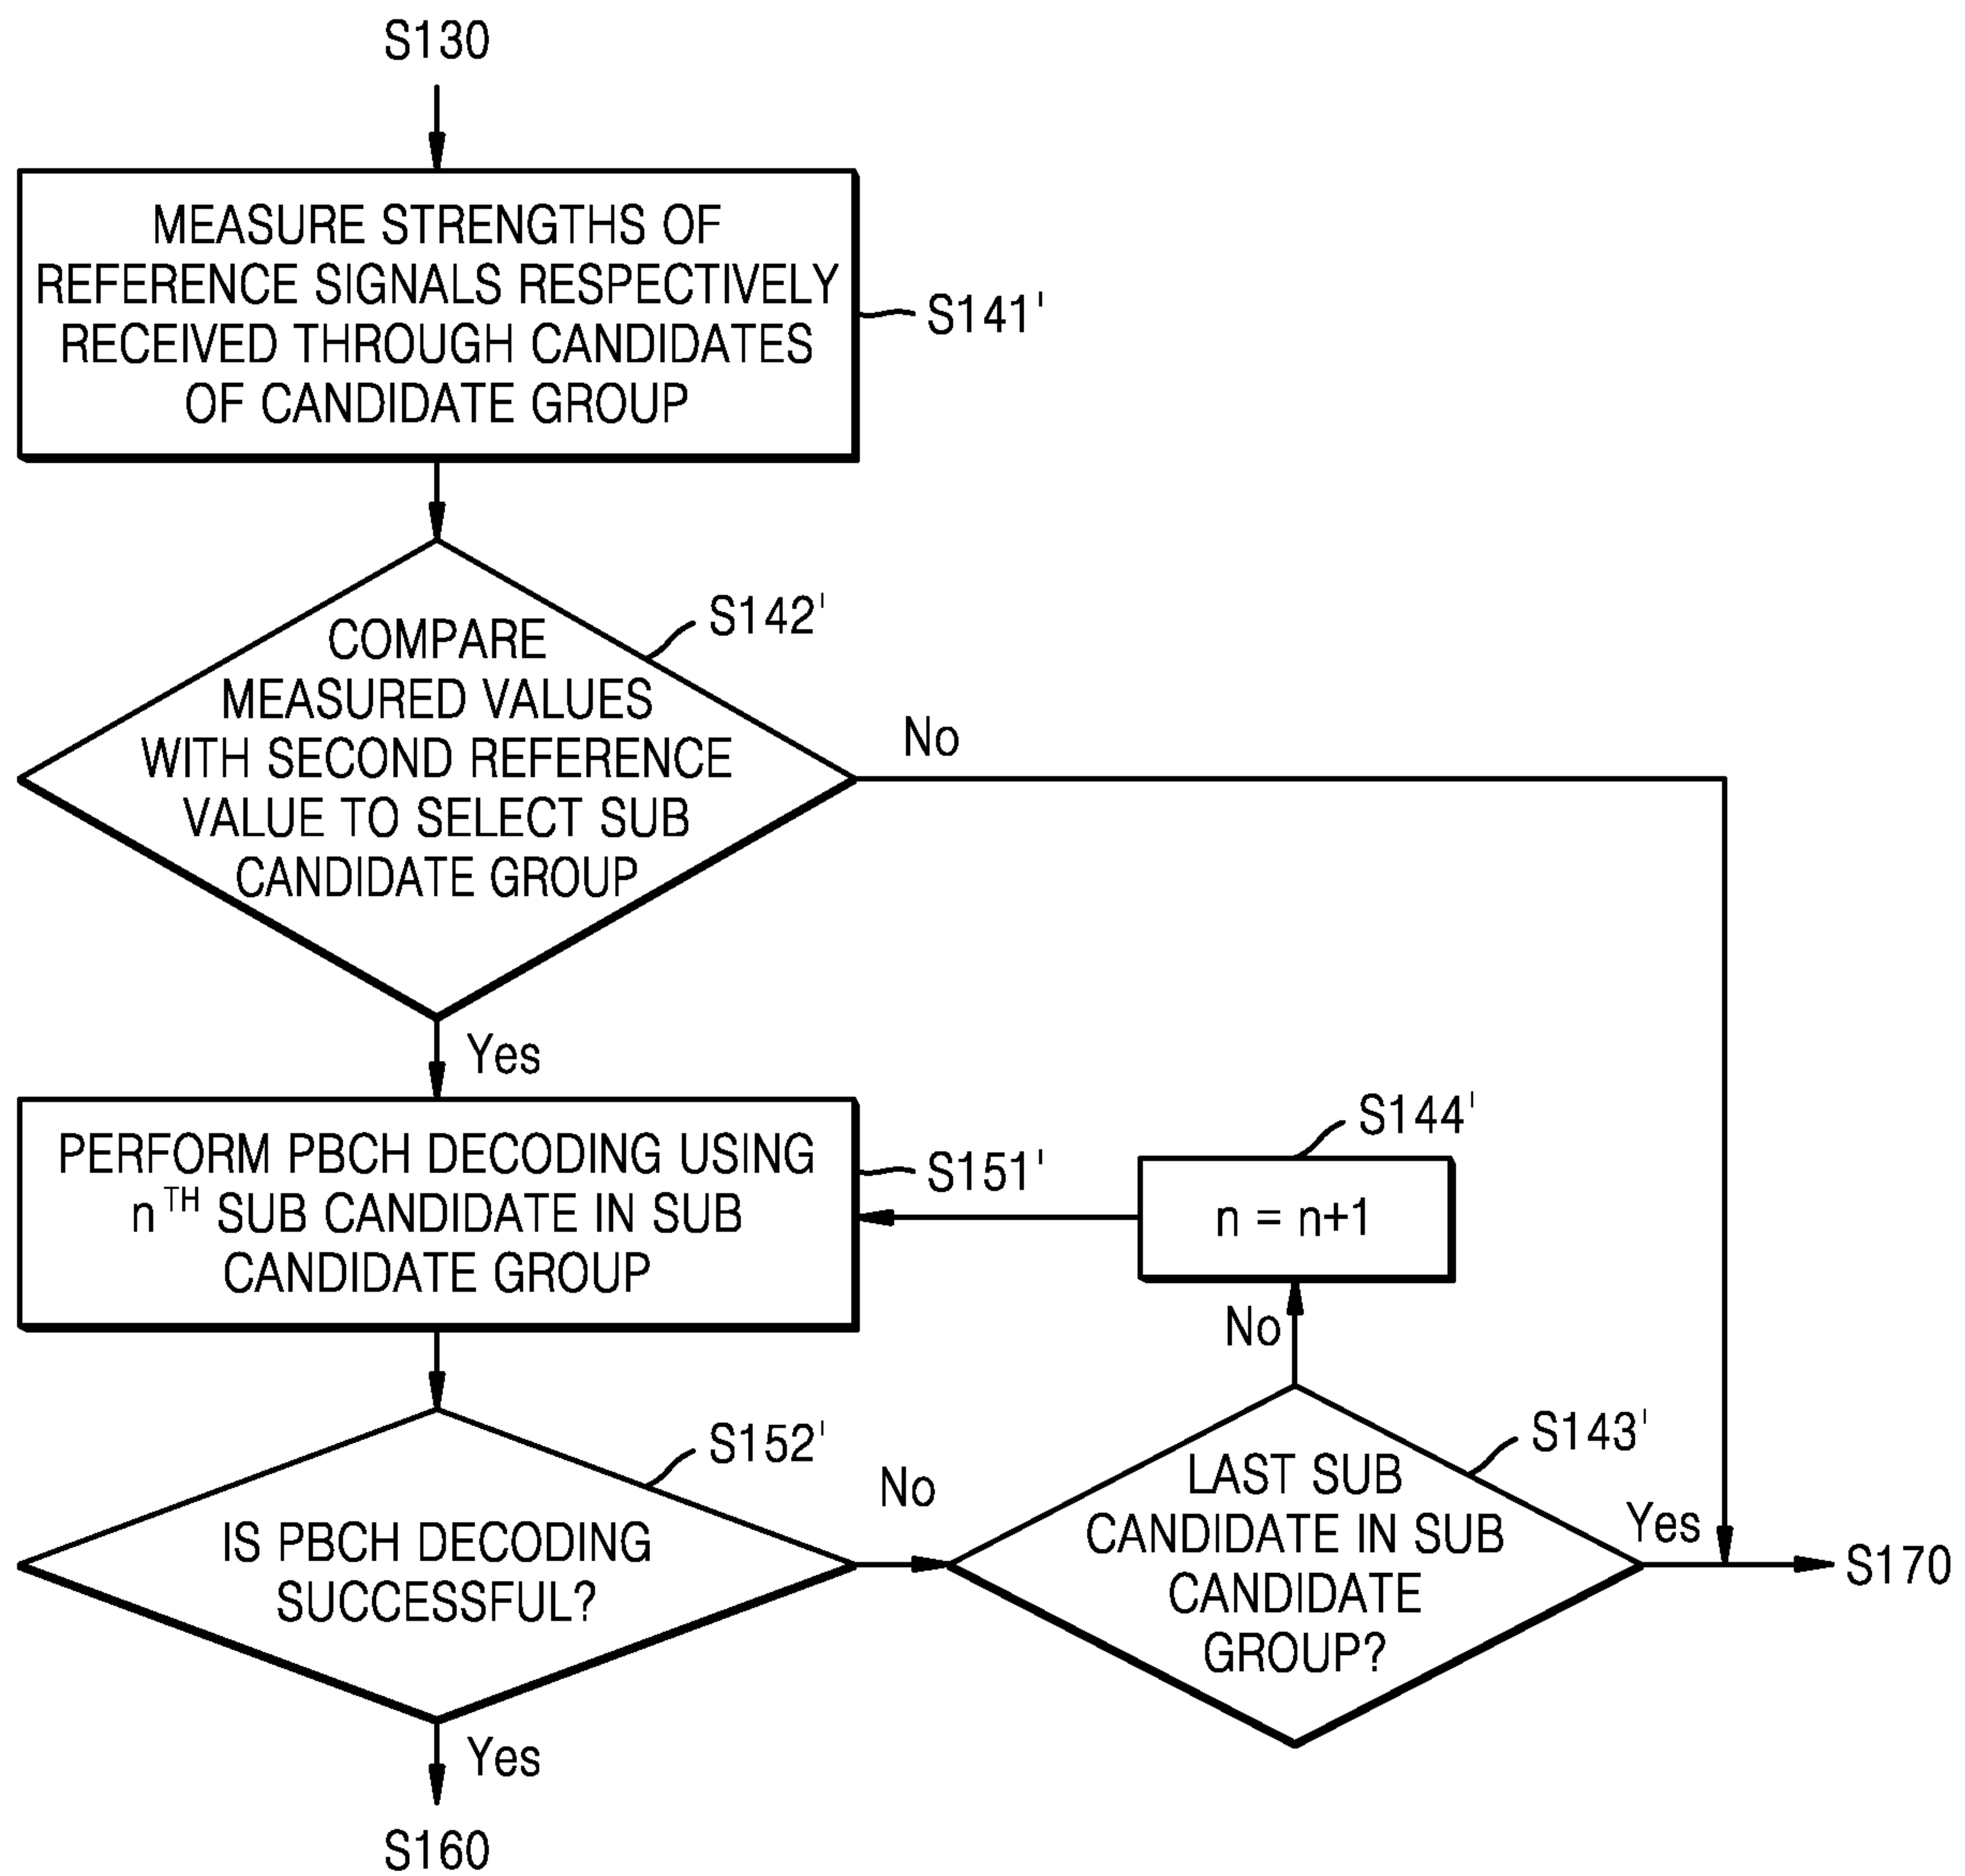 S130
MEASURE STRENGTHS OF
REFERENCE SIGNALS RESPECTIVELY
RECEIVED THROUGH CANDIDATES
OF CANDIDATE GROUP
S141'
COMPARE
MEASURED VALUES
WITH SECOND REFERENCE
VALUE TO SELECT SUB
CANDIDATE GROUP
S142'
No
Yes
PERFORM PBCH DECODING USING
n TH SUB CANDIDATE IN SUB
CANDIDATE GROUP
S151'
S144'
n = n+1
No
IS PBCH DECODING
SUCCESSFUL?
S152'
No
LAST SUB
CANDIDATE IN SUB
CANDIDATE
GROUP?
S143'
Yes
S170
Yes
S160